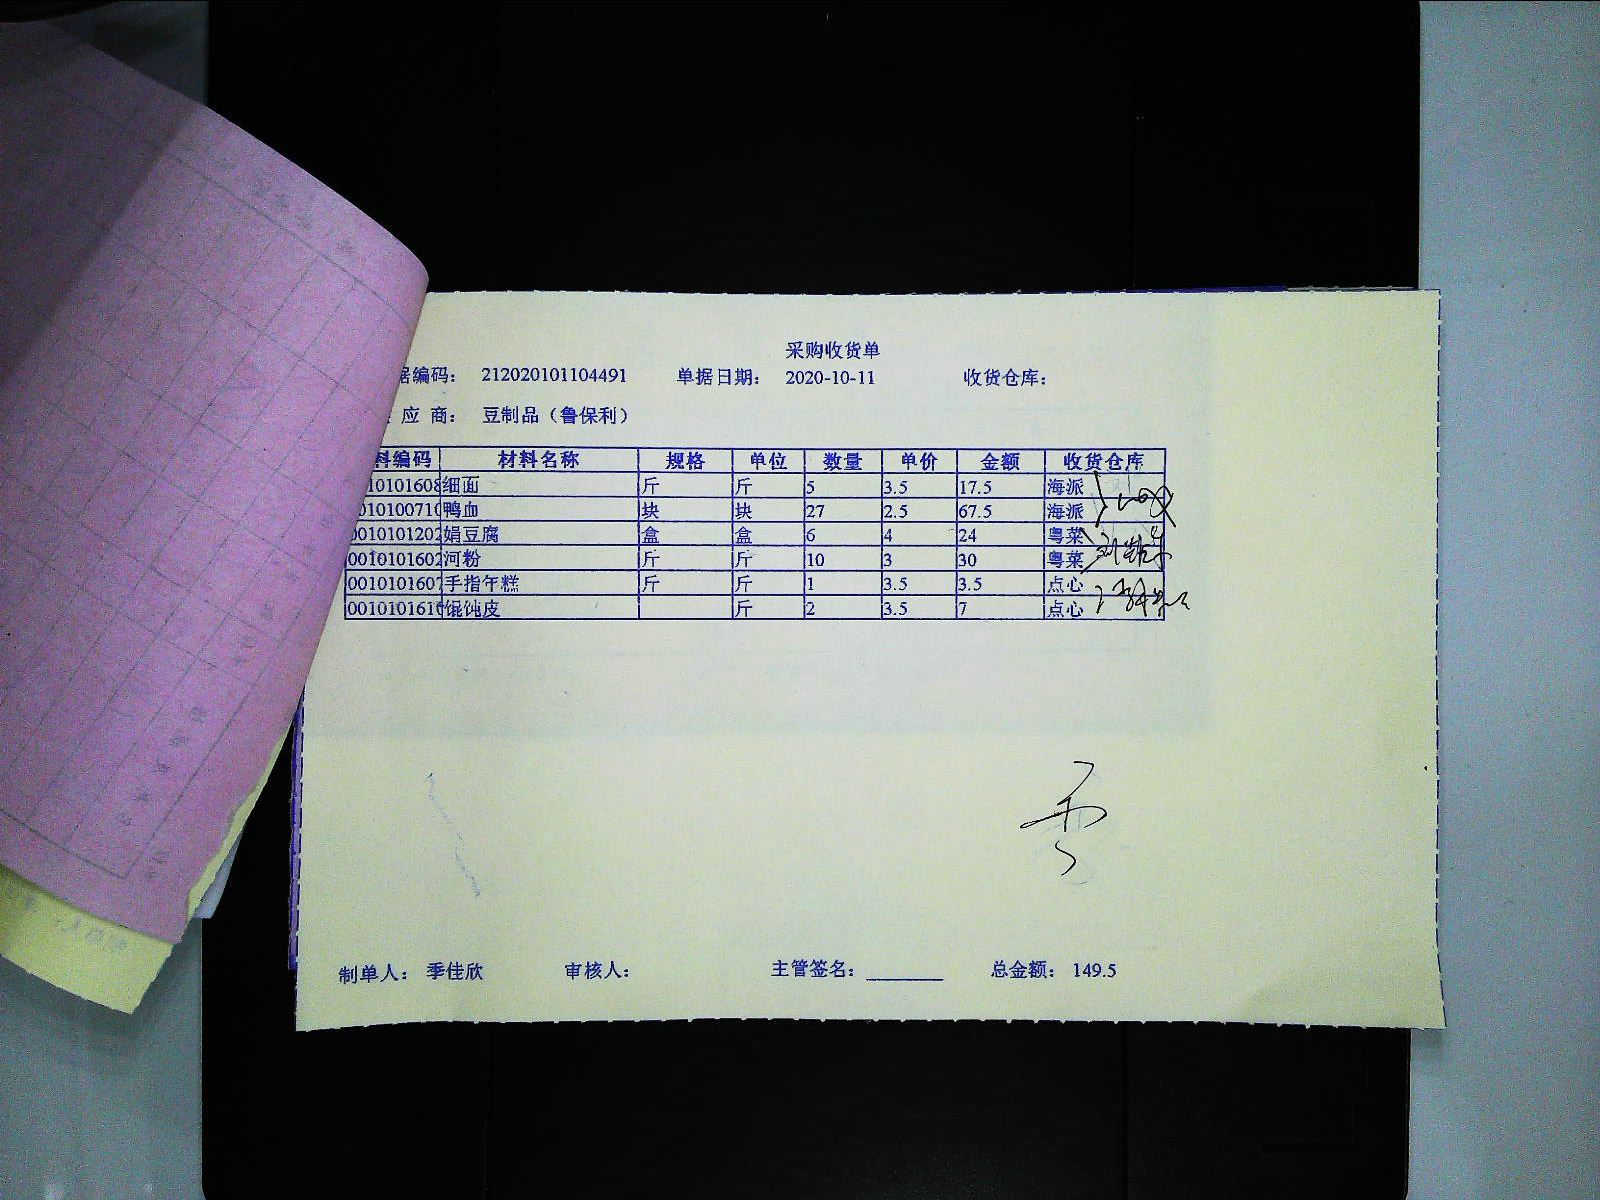 采购收货单
据编码： 212020101104491 单据日期： 2020-10-11 收货仓库：
应 商： 豆制品（鲁保利）
料编码 材料名称 规格 单位 数量 单价 金额 收货仓库
10101608 细面 斤 斤 5 3.5 17.5 海派
010100710 鸭血 块 块 27 2.5 67.5 海派
0010101202 娟豆腐 盒 盒 6 4 24 粤菜
0010101602 河粉 斤 斤 10 3 30 粤菜
0010101607 手指年糕 斤 斤 1 3.5 3.5 点心
0010101610 馄饨皮 斤 2 3.5 7 点心
制单人： 季佳欣 审核人： 主管签名： 总金额： 149.5